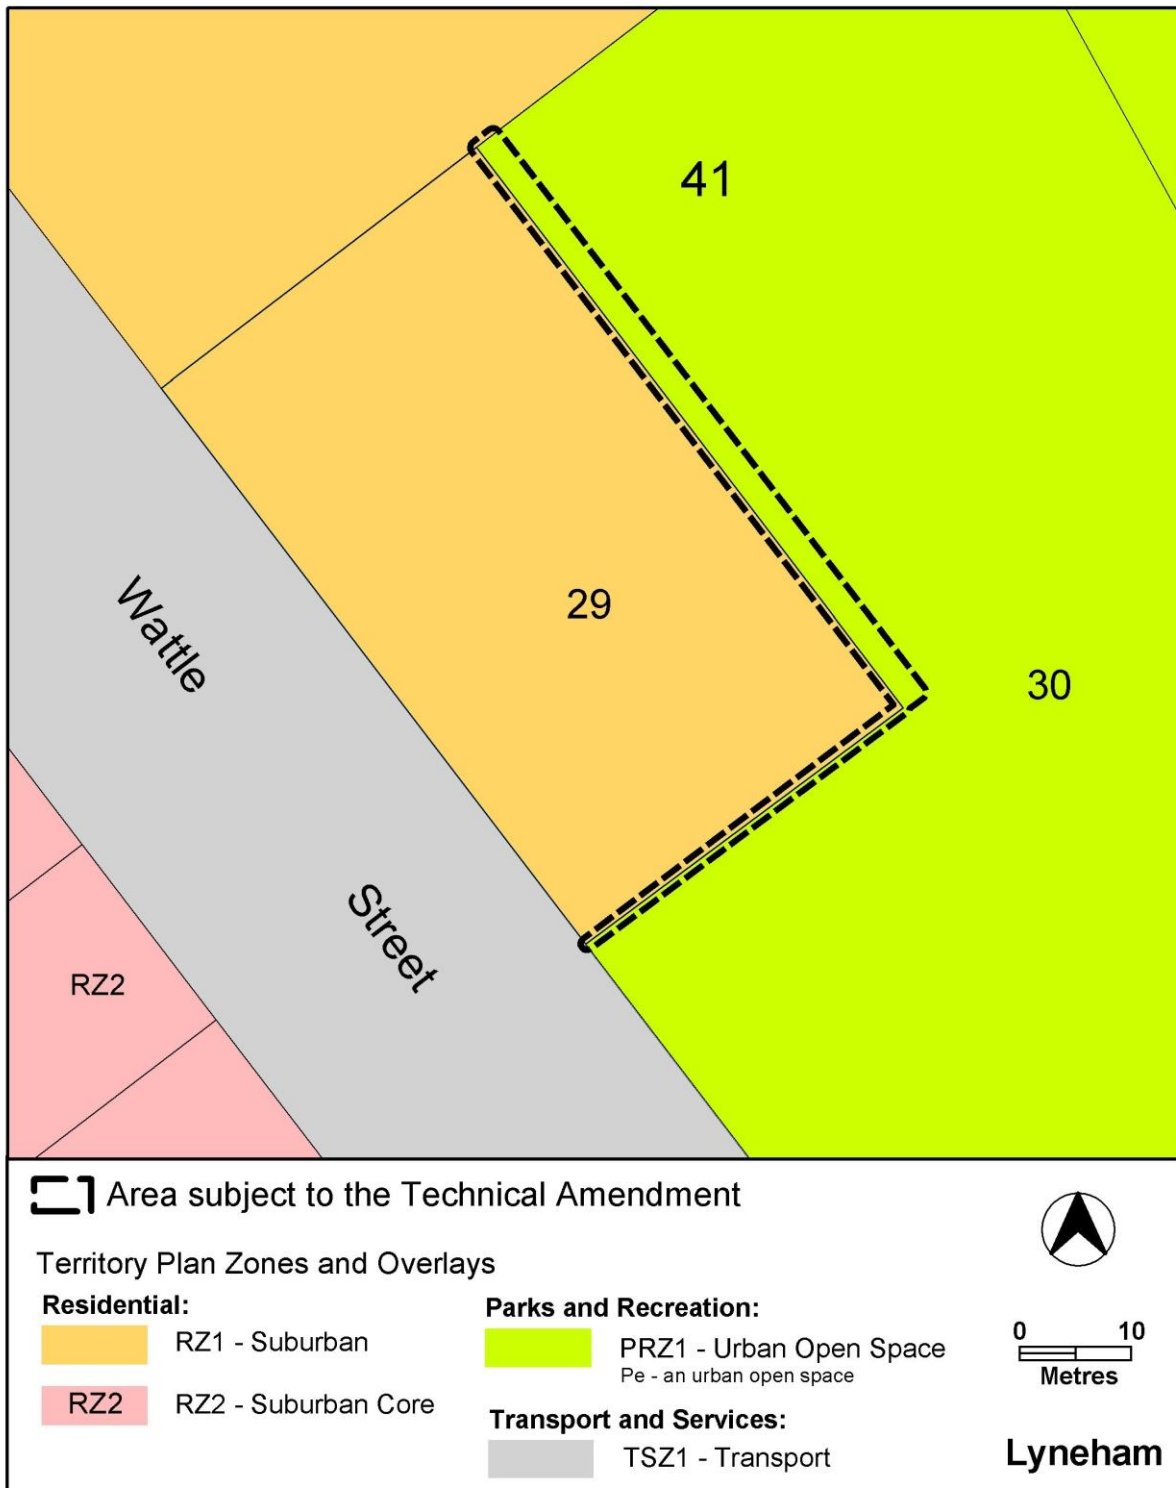 41
29
30
Wattle
Street
RZ2
Area subject to the Technical Amendment
Territory Plan Zones and Overlays
Residential:
RZ1 - Suburban
RZ2
RZ2 - Suburban Core
Parks and Recreation:
PRZ1 - Urban Open Space
Pe - an urban open space
Transport and Services:
TSZ1 - Transport
0 10
Metres
Lyneham